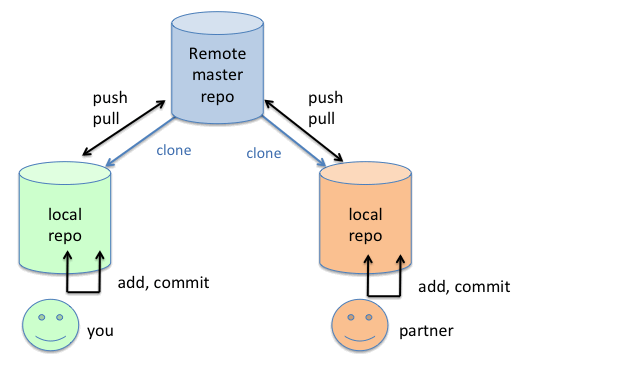 Remote
master
repo
push
pull
push
pull
clone
clone
local
repo
local
repo
add, commit
add, commit
you
partner